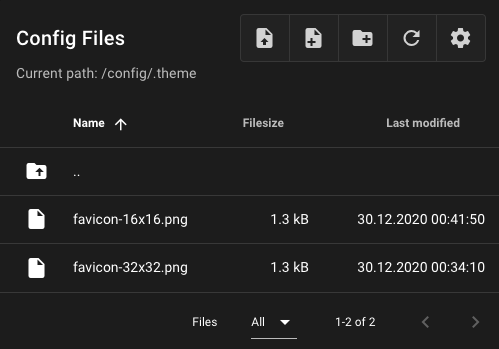 Config Files
Current path: /config/.theme
Name Filesize Last modified
..
favicon-16x16.png 1.3 kB 30.12.2020 00:41:50
favicon-32x32.png 1.3 kB 30.12.2020 00:34:10
Files All 1-2 of 2